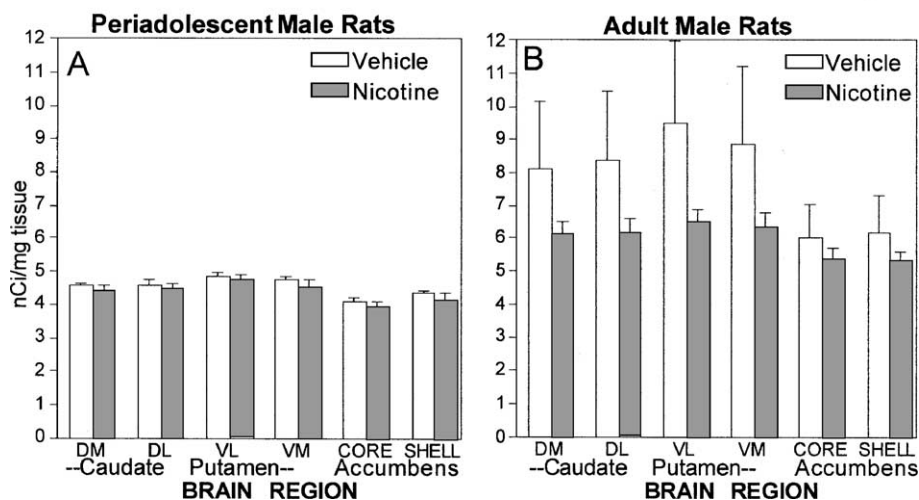 Periadolescent Male Rats
A
Vehicle
Nicotine
nCi/mg tissue
12
11
10
9
8
7
6
5
4
3
2
1
0
DM DL VL VM CORE SHELL
--Caudate Putamen-- Accumbens
BRAIN REGION
Adult Male Rats
B
Vehicle
Nicotine
12
11
10
9
8
7
6
5
4
3
2
1
0
DM DL VL VM CORE SHELL
--Caudate Putamen-- Accumbens
BRAIN REGION